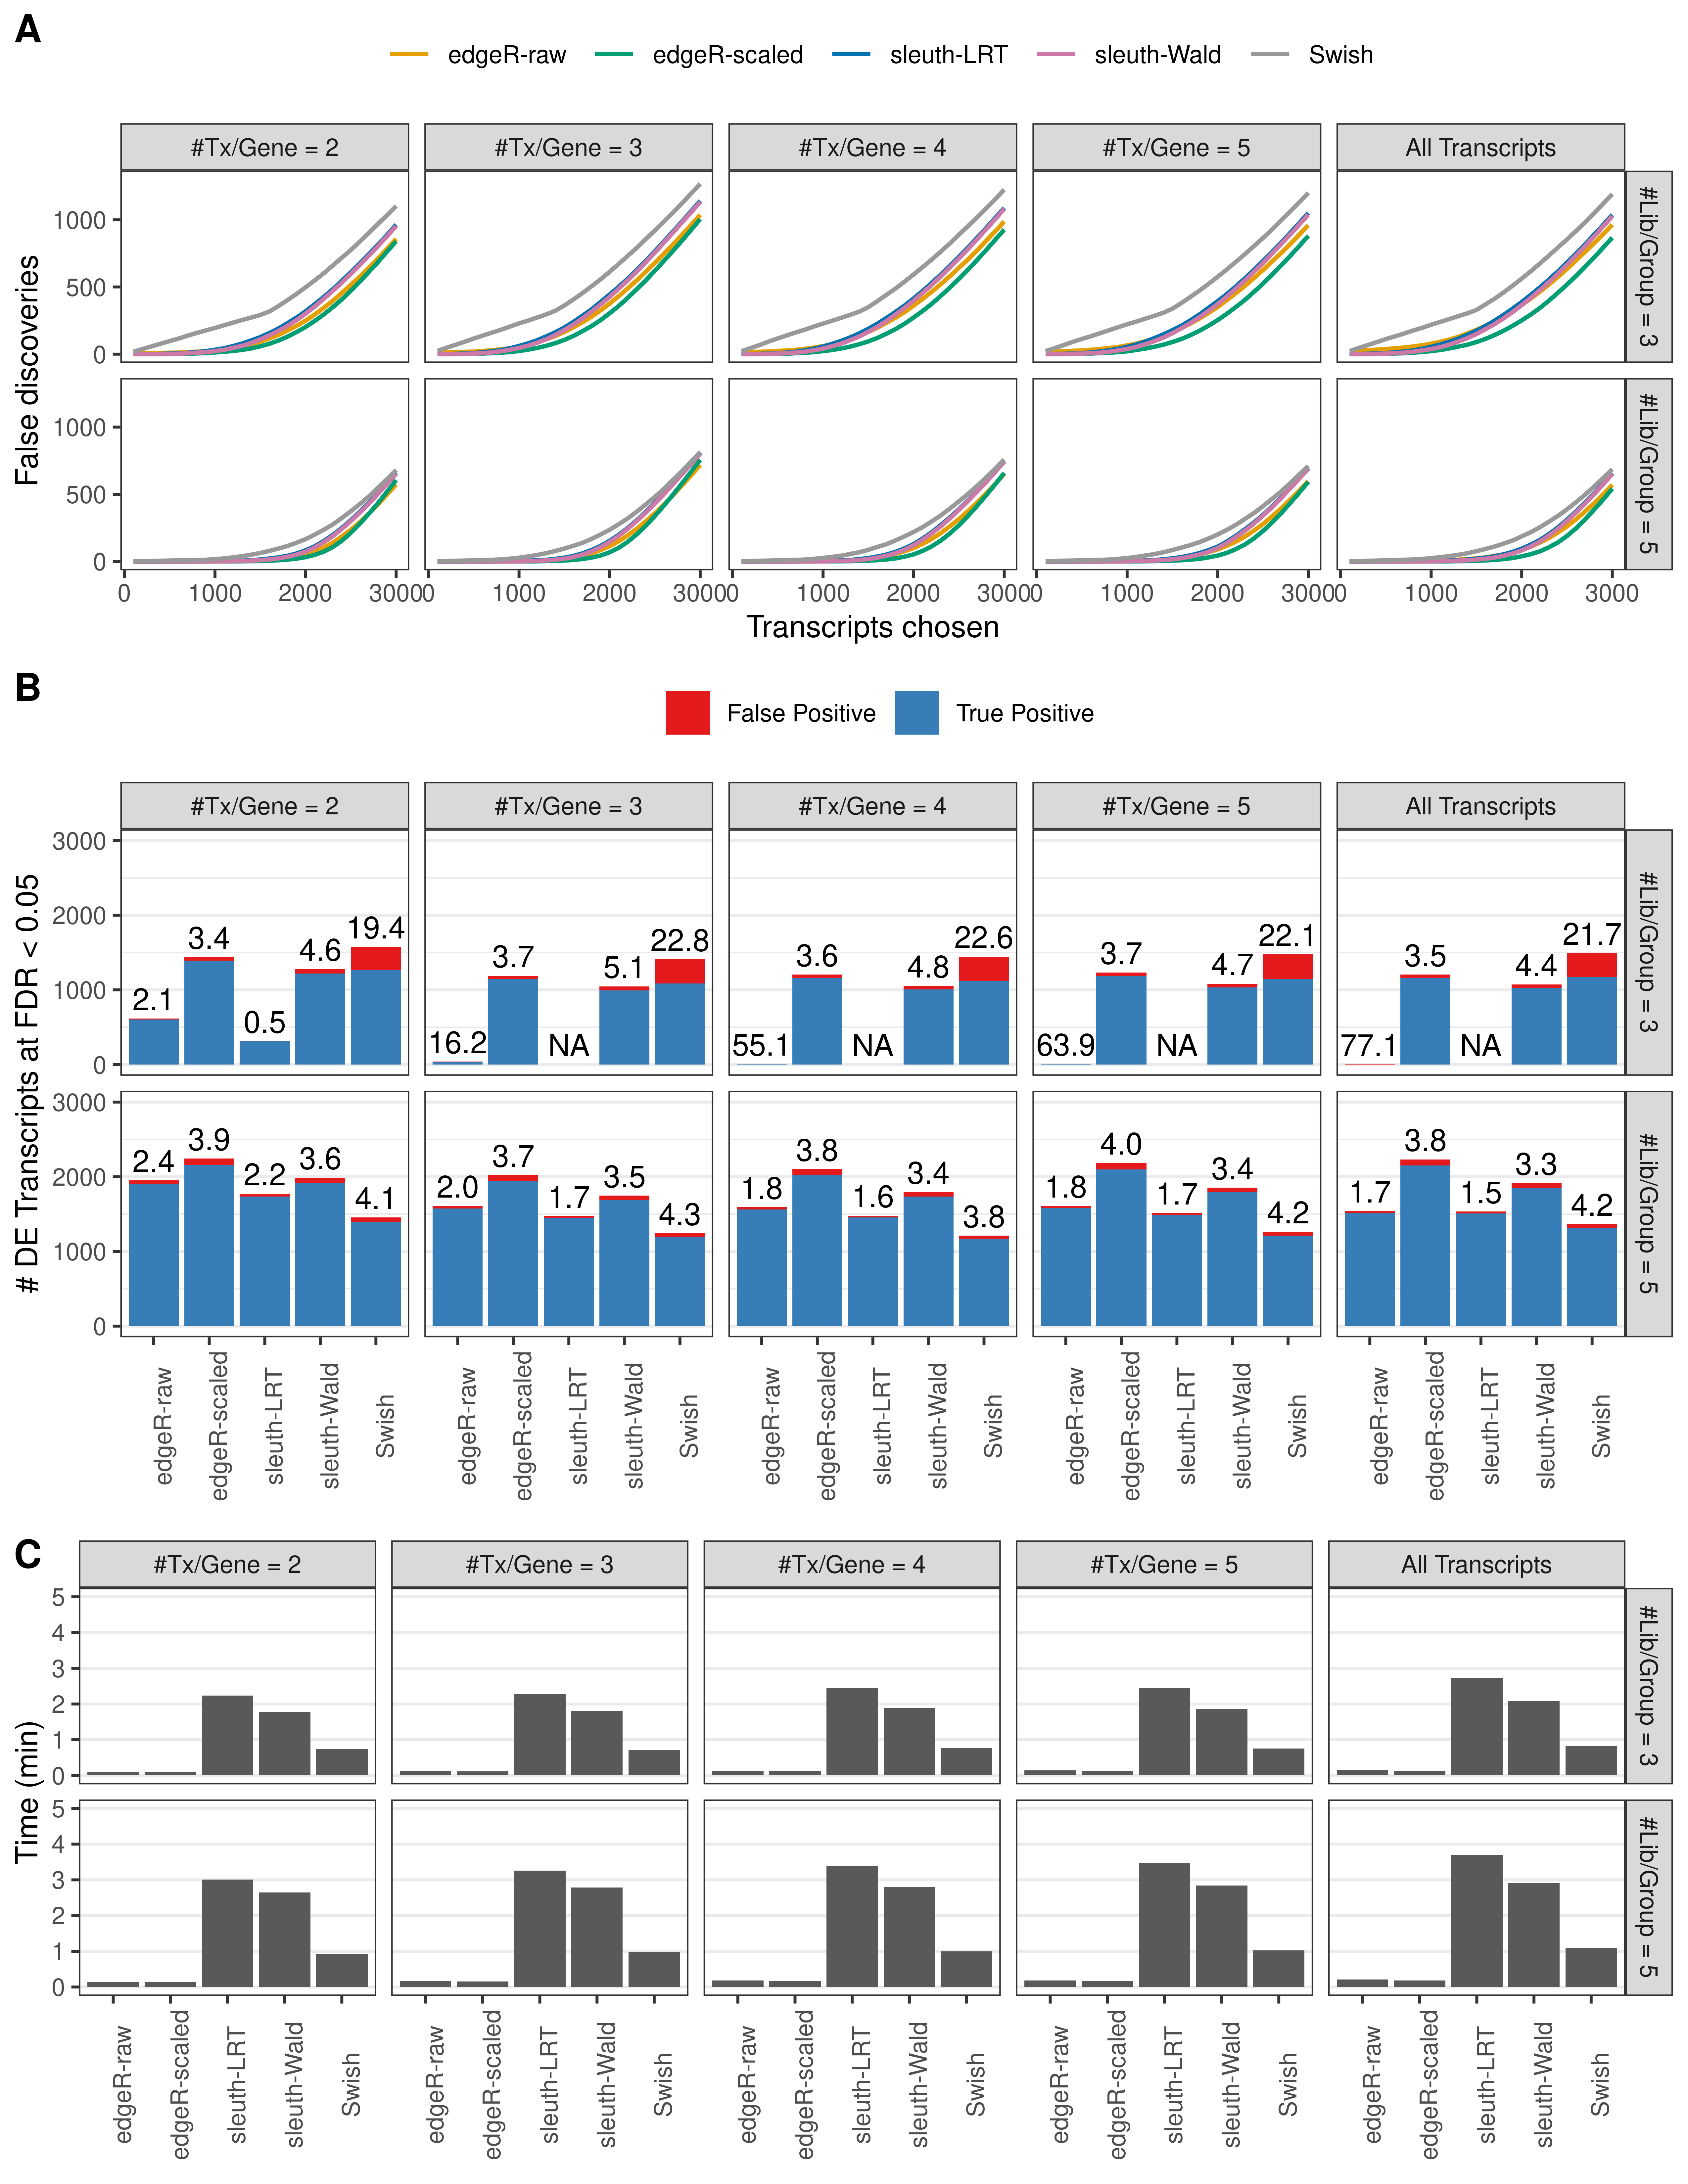 A
edgeR-raw edgeR-scaled sleuth-LRT sleuth-Wald Swish
#Tx/Gene = 2 #Tx/Gene = 3 #Tx/Gene = 4 #Tx/Gene = 5 All Transcripts
False discoveries
1000
500
0
#Lib/Group = 3
1000
500
0
#Lib/Group = 5
0 1000 2000 3000 0 1000 2000 3000 0 1000 2000 3000 0 1000 2000 3000 0 1000 2000 3000
Transcripts chosen
B
False Positive True Positive
#Tx/Gene = 2 #Tx/Gene = 3 #Tx/Gene = 4 #Tx/Gene = 5 All Transcripts
# DE Transcripts at FDR < 0.05
3000
2000
1000
0
2.1 3.4 0.5 4.6 19.4
16.2 3.7 NA 5.1 22.8
55.1 3.6 NA 4.8 22.6
63.9 3.7 NA 4.7 22.1
77.1 3.5 NA 4.4 21.7
#Lib/Group = 3
3000
2000
1000
0
2.4 3.9 2.2 3.6 4.1
2.0 3.7 1.7 3.5 4.3
1.8 3.8 1.6 3.4 3.8
1.8 4.0 1.7 3.4 4.2
1.7 3.8 1.5 3.3 4.2
#Lib/Group = 5
edgeR-raw edgeR-scaled sleuth-LRT sleuth-Wald Swish
edgeR-raw edgeR-scaled sleuth-LRT sleuth-Wald Swish
edgeR-raw edgeR-scaled sleuth-LRT sleuth-Wald Swish
edgeR-raw edgeR-scaled sleuth-LRT sleuth-Wald Swish
edgeR-raw edgeR-scaled sleuth-LRT sleuth-Wald Swish
C
#Tx/Gene = 2 #Tx/Gene = 3 #Tx/Gene = 4 #Tx/Gene = 5 All Transcripts
Time (min)
5
4
3
2
1
0
#Lib/Group = 3
5
4
3
2
1
0
#Lib/Group = 5
edgeR-raw edgeR-scaled sleuth-LRT sleuth-Wald Swish
edgeR-raw edgeR-scaled sleuth-LRT sleuth-Wald Swish
edgeR-raw edgeR-scaled sleuth-LRT sleuth-Wald Swish
edgeR-raw edgeR-scaled sleuth-LRT sleuth-Wald Swish
edgeR-raw edgeR-scaled sleuth-LRT sleuth-Wald Swish